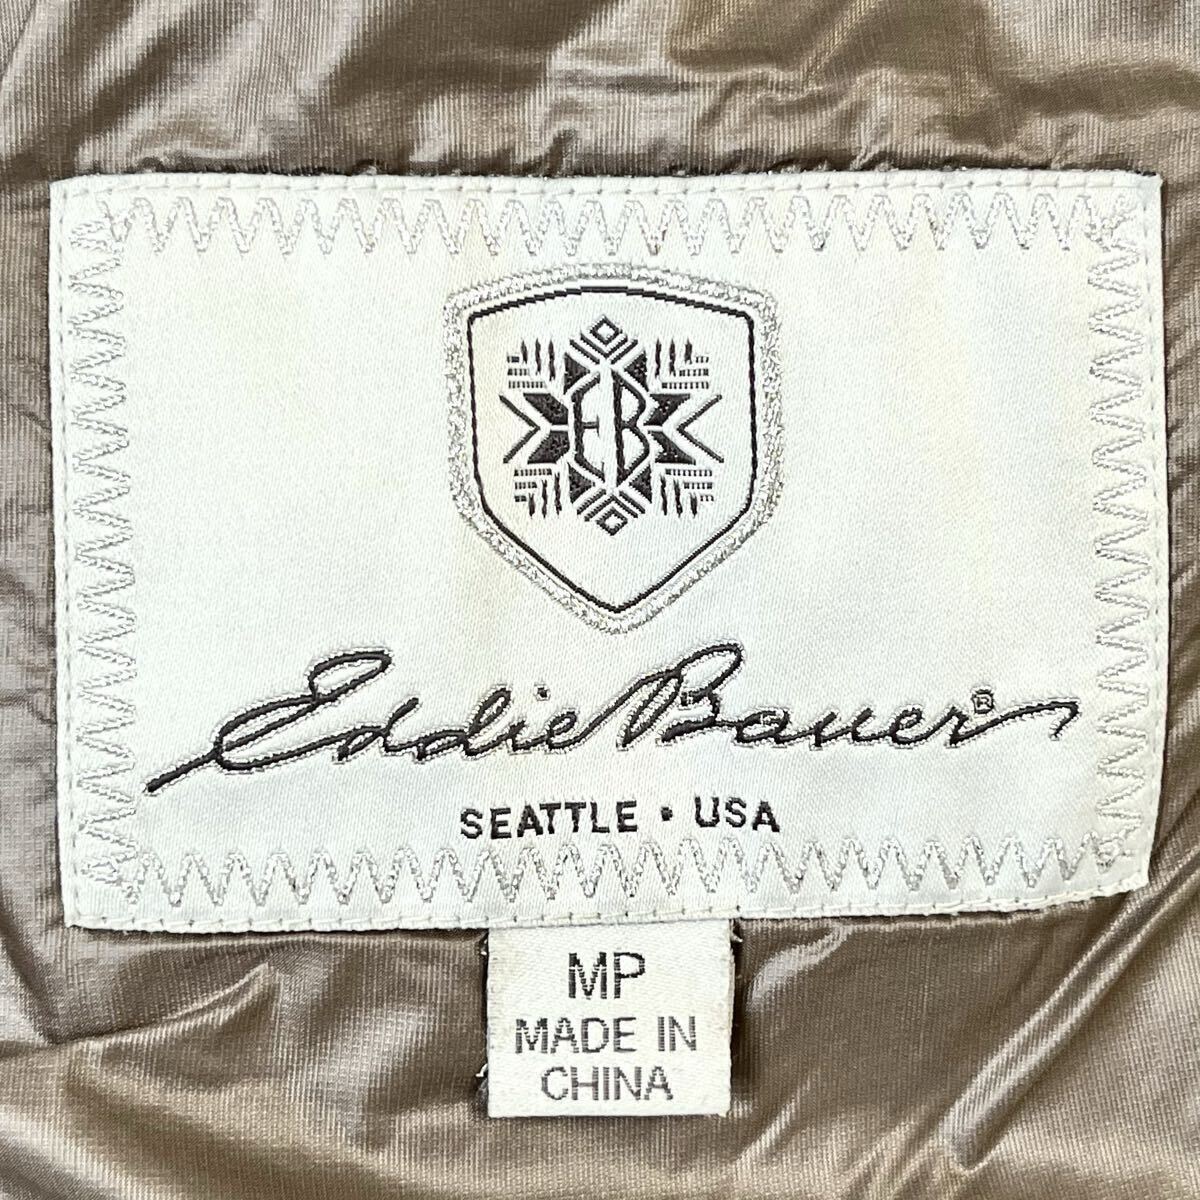 EB
Eddie Bauer®
SEATTLE • USA
MP
MADE IN
CHINA